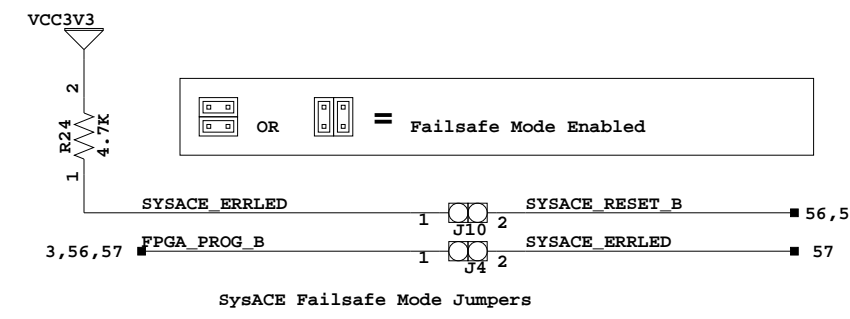 VCC3V3
2
R24
4.7K
1
OR = Failsafe Mode Enabled
SYSACE_ERRLED
1
J10
2
SYSACE_RESET_B
56,5
3,56,57
FPGA_PROG_B
1
J4
2
SYSACE_ERRLED
57
SysACE Failsafe Mode Jumpers